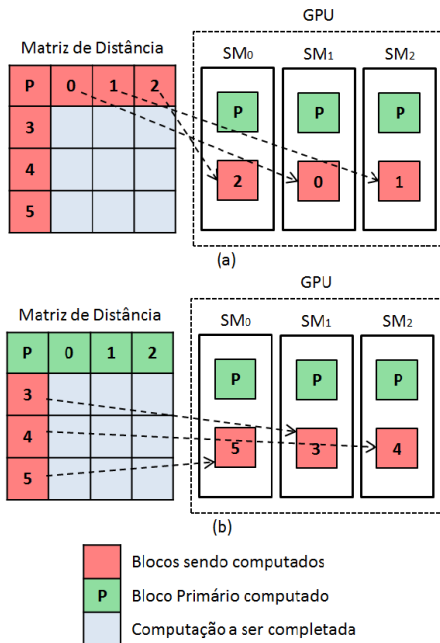 GPU
Matriz de Distância
SM0 SM1 SM2
P 0 1 2
P P P
3
4
2 0 1
5
(a)
GPU
Matriz de Distância
SM0 SM1 SM2
P 0 1 2
P P P
3
4
5 3 4
5
(b)
Blocos sendo computados
P Bloco Primário computado
Computação a ser completada